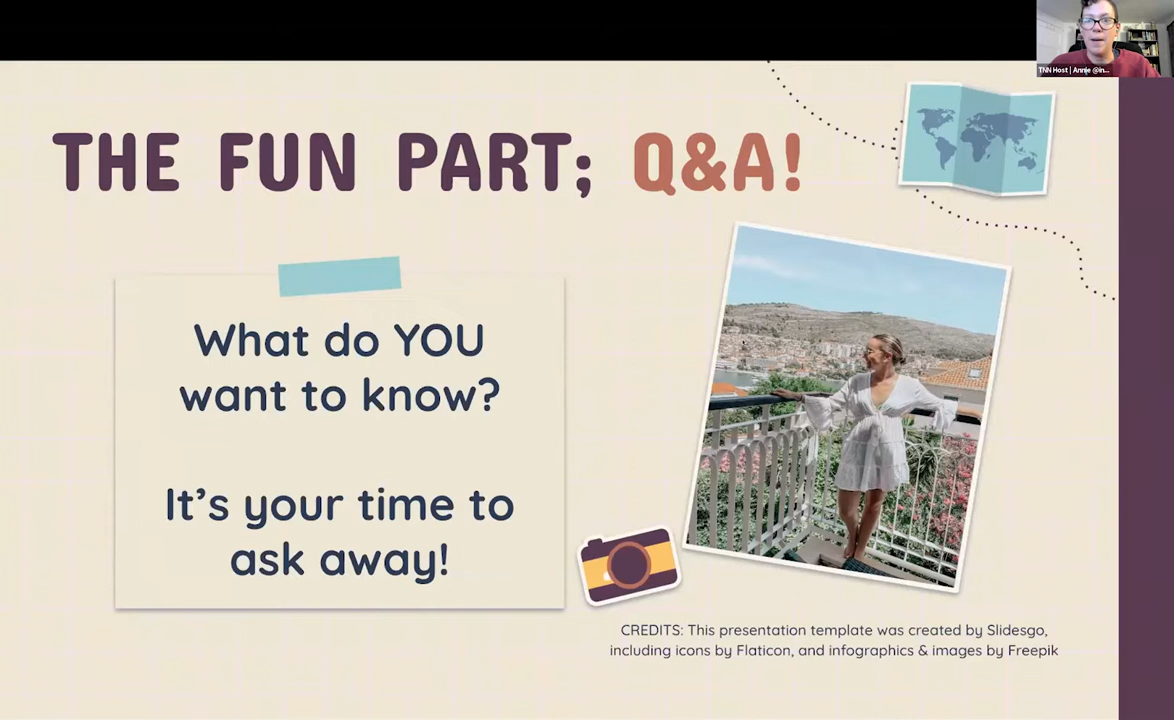 TNN Host | Annie @in...
THE FUN PART; Q&A!
What do YOU
want to know?
It's your time to
ask away!
CREDITS: This presentation template was created by Slidesgo,
including icons by Flaticon, and infographics & images by Freepik